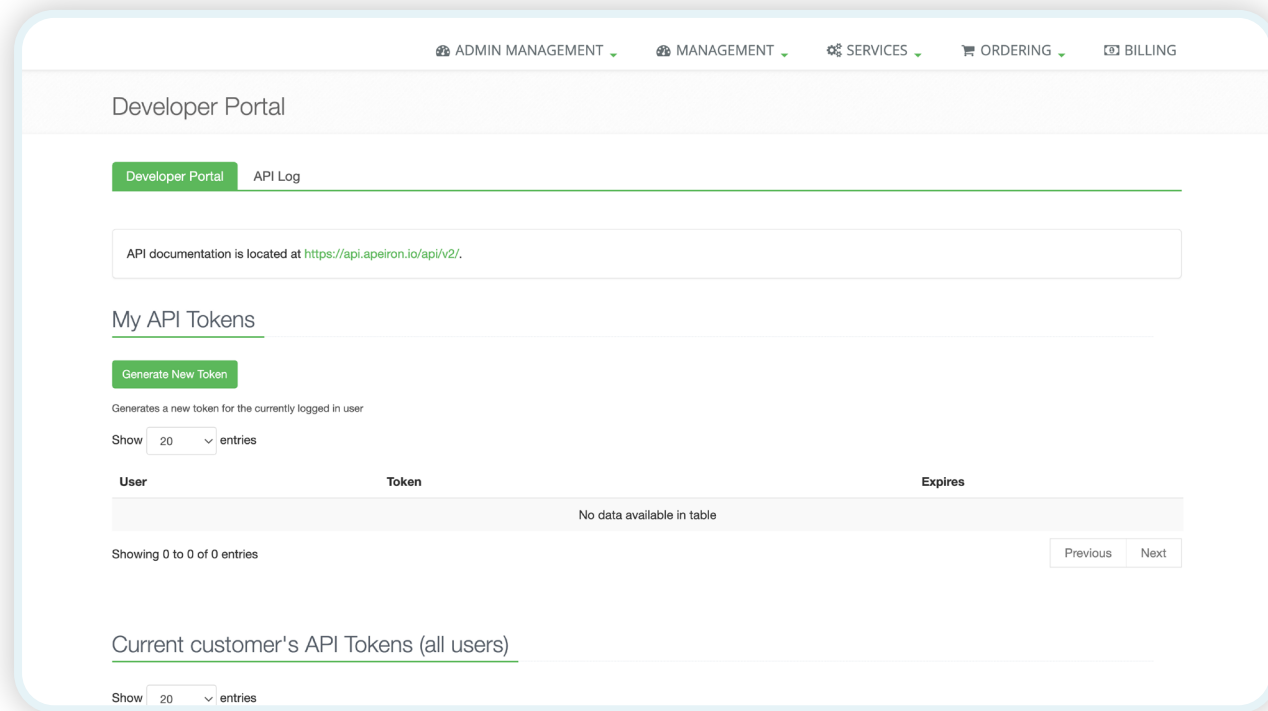 ADMIN MANAGEMENT MANAGEMENT SERVICES ORDERING BILLING
Developer Portal
Developer Portal API Log
API documentation is located at https://api.apeiron.io/api/v2/.
My API Tokens
Generate New Token
Generates a new token for the currently logged in user
Show 20 entries
User Token Expires
No data available in table
Showing 0 to 0 of 0 entries Previous Next
Current customer's API Tokens (all users)
Show 20 entries